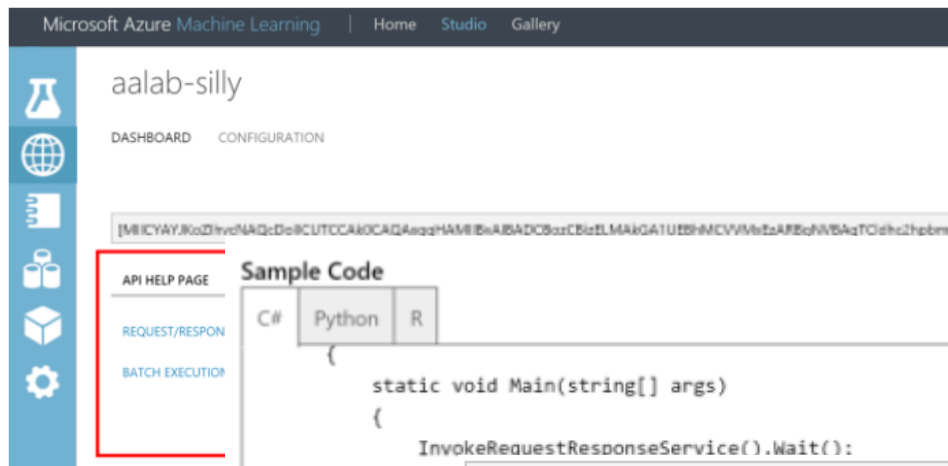 Microsoft Azure Machine Learning | Home Studio Gallery
aalab-silly
DASHBOARD CONFIGURATION
API HELP PAGE
REQUEST/RESPON
BATCH EXECUTION
Sample Code
C# Python R
{
static void Main(string[] args)
{
InvokeRequestResponseService().Wait();